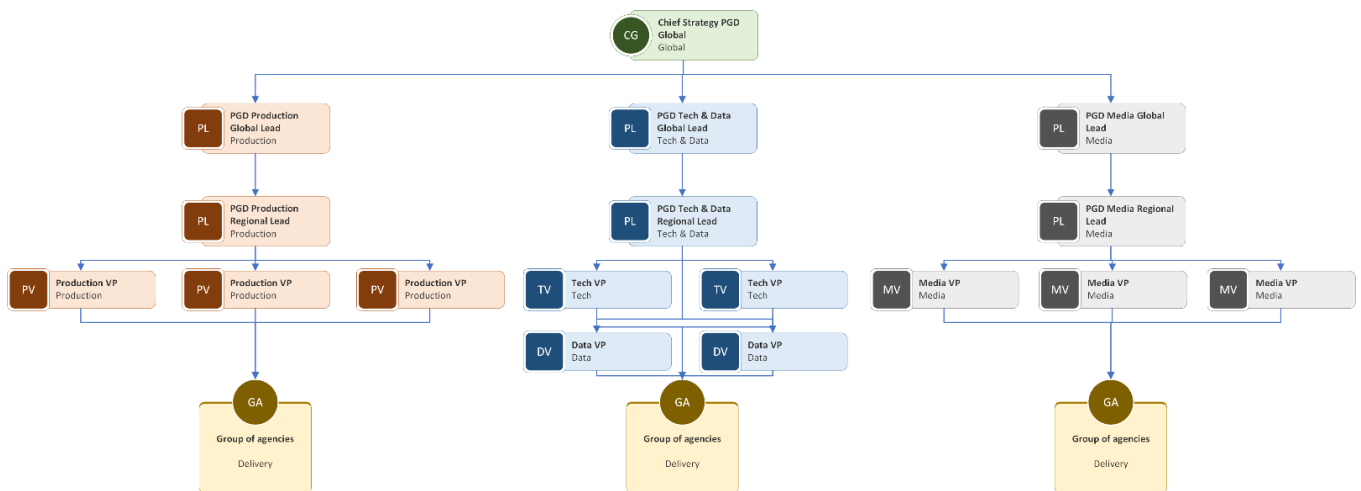 CG
Chief Strategy PGD
Global
Global
PL
PGD Production
Global Lead
Production
PL
PGD Tech & Data
Global Lead
Tech & Data
PL
PGD Media Global
Lead
Media
PL
PGD Production
Regional Lead
Production
PL
PGD Tech & Data
Regional Lead
Tech & Data
PL
PGD Media Regional
Lead
Media
PV
Production VP
Production
PV
Production VP
Production
PV
Production VP
Production
TV
Tech VP
Tech
TV
Tech VP
Tech
MV
Media VP
Media
MV
Media VP
Media
MV
Media VP
Media
DV
Data VP
Data
DV
Data VP
Data
GA
Group of agencies
Delivery
GA
Group of agencies
Delivery
GA
Group of agencies
Delivery